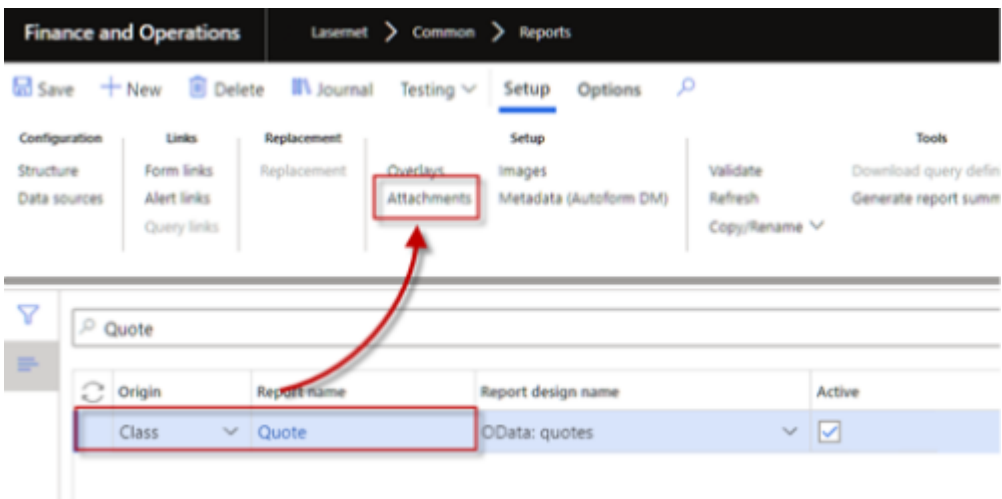 Finance and Operations Lasernet > Common > Reports
Save + New Delete Journal Testing Setup Options
Configuration Links Replacement Setup Tools
Structure Form links Replacement Overlays Images Validate Download query defin
Data sources Alert links Attachments Metadata (Autoform DM) Refresh Generate report summ
Query links Copy/Rename
Quote
Origin Report name Report design name Active
Class Quote OData: quotes